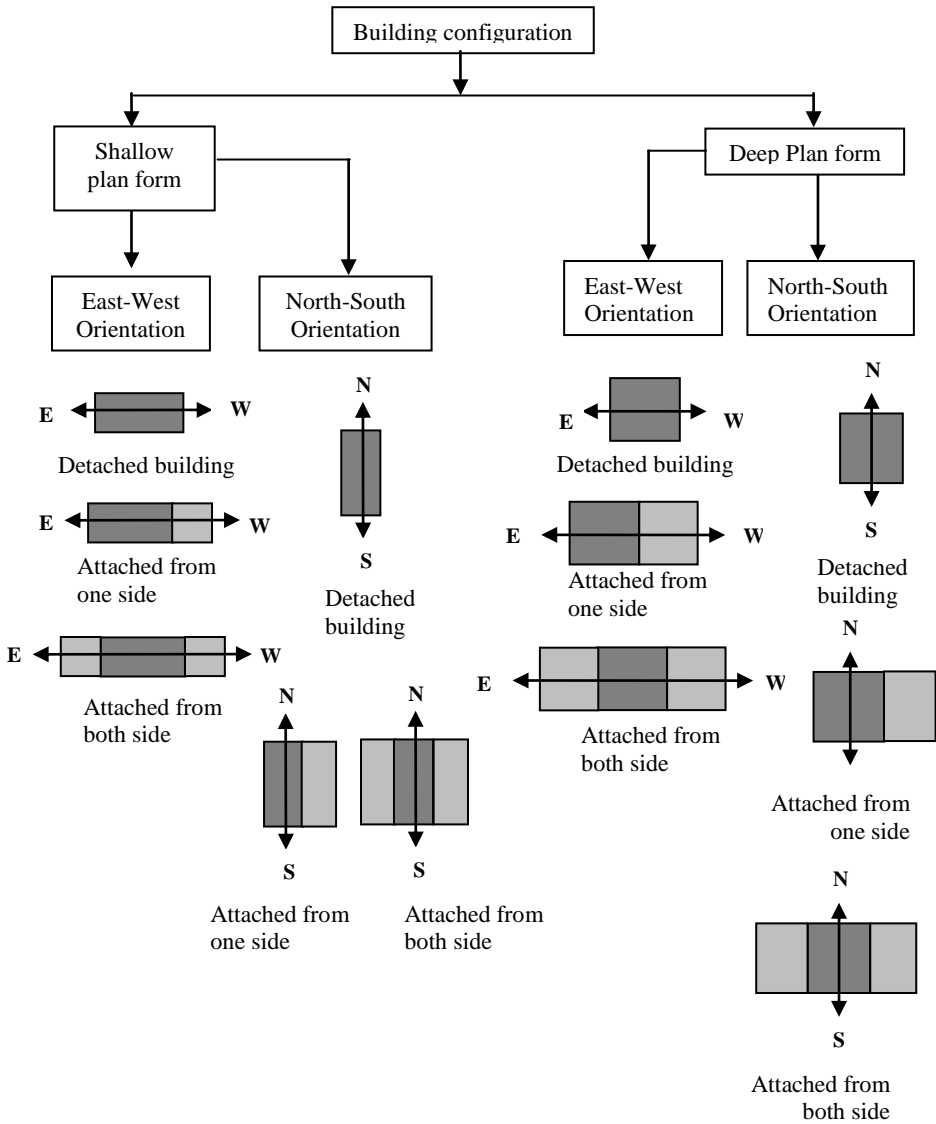 Building configuration
Shallow
plan form
Deep Plan form
East-West
Orientation
North-South
Orientation
East-West
Orientation
North-South
Orientation
E
W
Detached building
E
W
Attached from
one side
E
W
Attached from
both side
N
S
Detached
building
N
S
Attached from
one side
N
S
Attached from
both side
E
W
Detached building
E
W
Attached from
one side
E
W
Attached from
both side
N
S
Detached
building
N
Attached from
one side
N
S
Attached from
both side